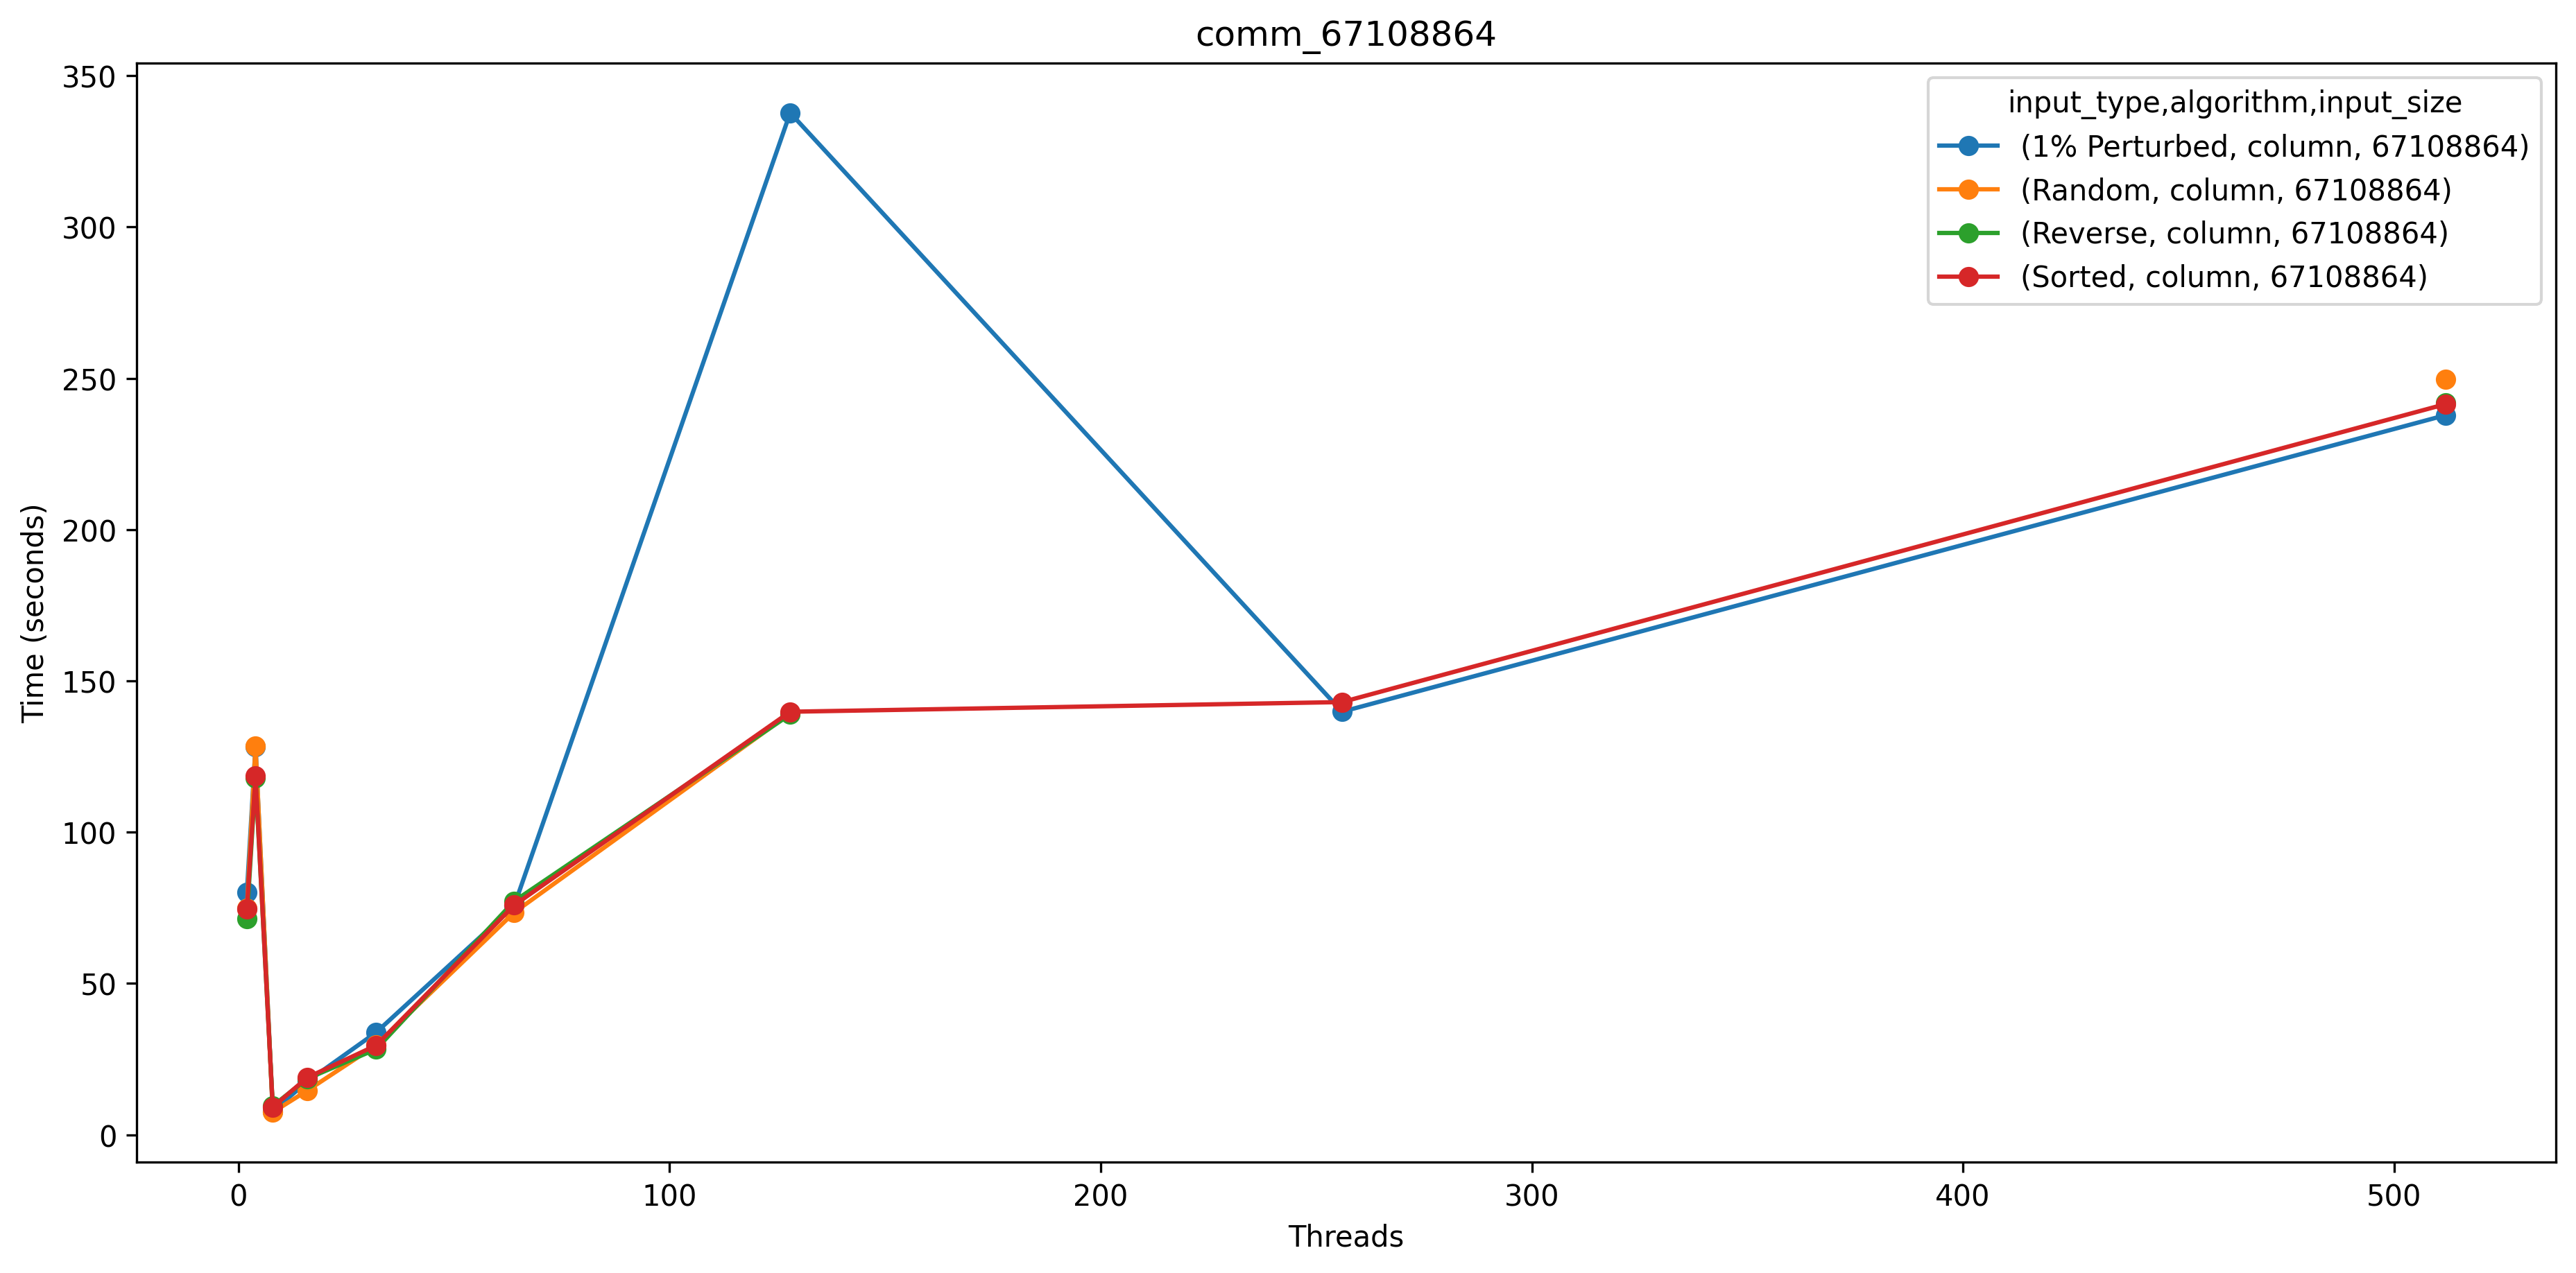 comm_67108864
350
300
250
200
150
100
50
0
Time (seconds)
input_type,algorithm,input_size
(1% Perturbed, column, 67108864)
(Random, column, 67108864)
(Reverse, column, 67108864)
(Sorted, column, 67108864)
0 100 200 300 400 500
Threads